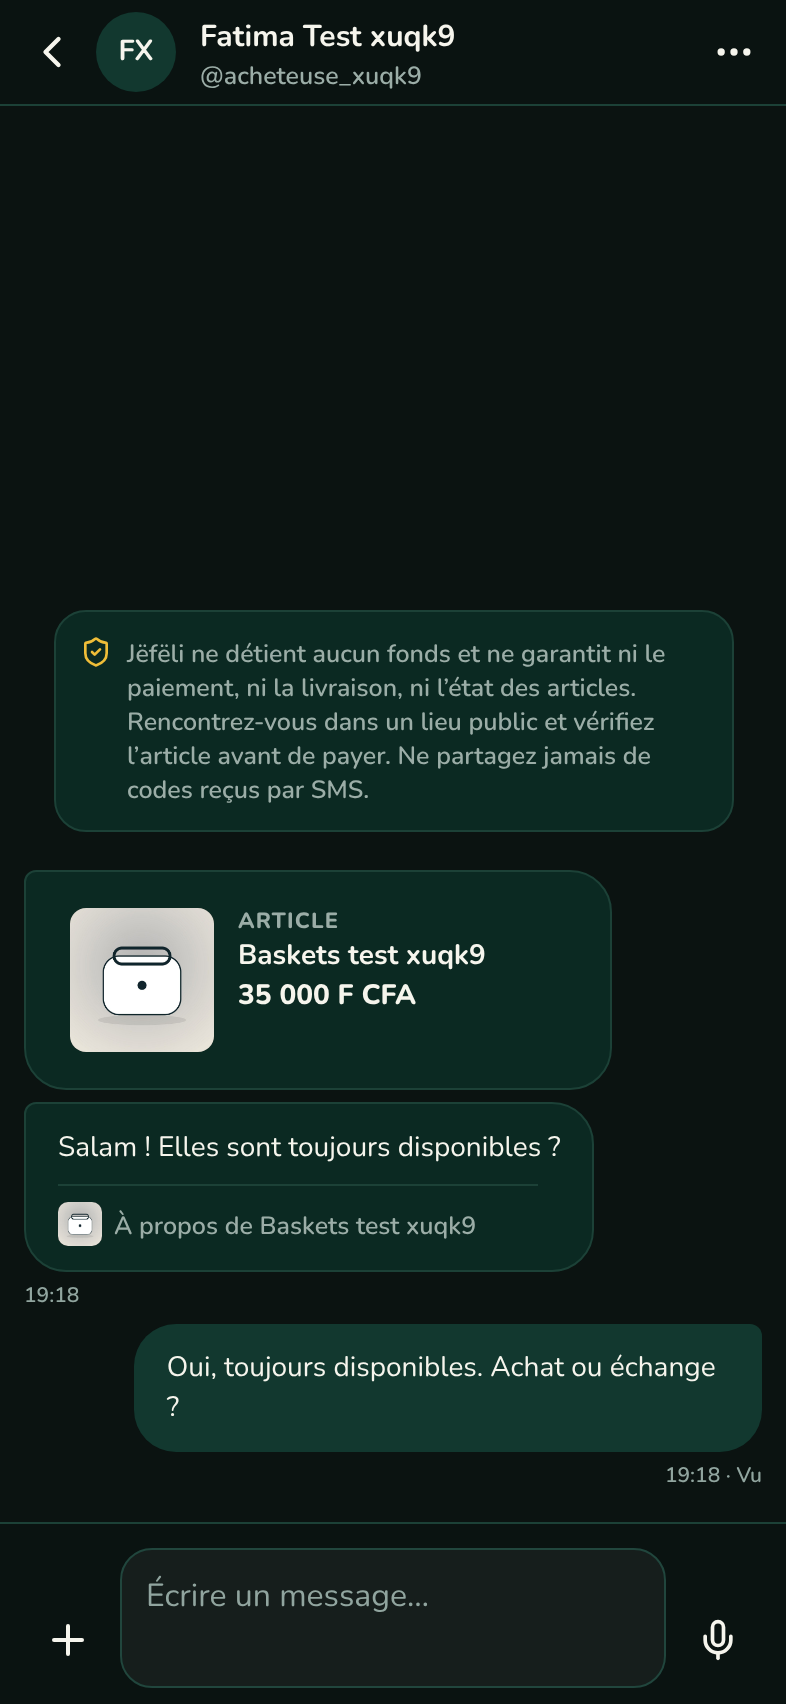 FX
Fatima Test xuqk9
@acheteuse_xuqk9
Jëfëli ne détient aucun fonds et ne garantit ni le
paiement, ni la livraison, ni l’état des articles.
Rencontrez-vous dans un lieu public et vérifiez
l’article avant de payer. Ne partagez jamais de
codes reçus par SMS.
ARTICLE
Baskets test xuqk9
35 000 F CFA
Salam ! Elles sont toujours disponibles ?
À propos de Baskets test xuqk9
19:18
Oui, toujours disponibles. Achat ou échange
?
19:18 · Vu
Écrire un message...